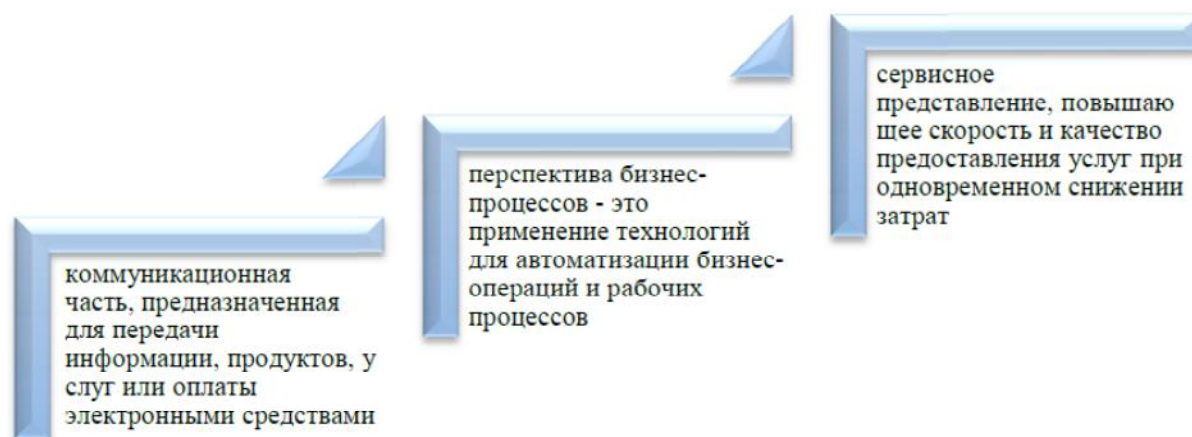 коммуникационная
часть, предназначенная
для передачи
информации, продуктов, у
слуг или оплаты
электронными средствами
перспектива бизнес-
процессов - это
применение технологий
для автоматизации бизнес-
операций и рабочих
процессов
сервисное
представление, повышаю
щее скорость и качество
предоставления услуг при
одновременном снижении
затрат